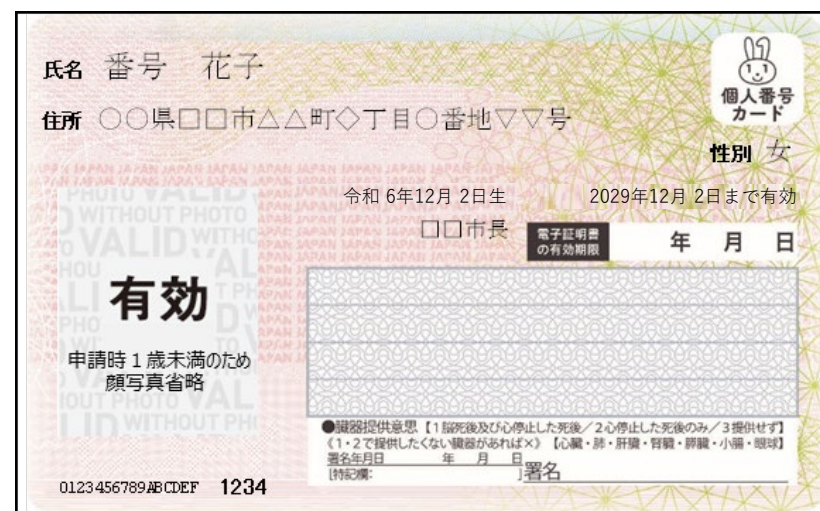 氏名 番号 花子
個人番号
カード
住所 ○○県□□市△△町◇丁目○番地▽▽号
性別 女
令和 6年12月 2日生 2029年12月 2日まで有効
□□市長 電子証明書の有効期限 年 月 日
PHOTO VALID
WITHOUT PHOTO
VALID
有効
申請時1歳未満のため
顔写真省略
WITHOUT PHOTO
●臓器提供意思【1脳死後及び心停止した死後/2心停止した死後のみ/3提供せず】
《1・2で提供したくない臓器があれば×》【心臓・肺・肝臓・腎臓・膵臓・小腸・眼球】
署名年月日 年 月 日
[特記欄: ]署名
0123456789ABCDEF 1234